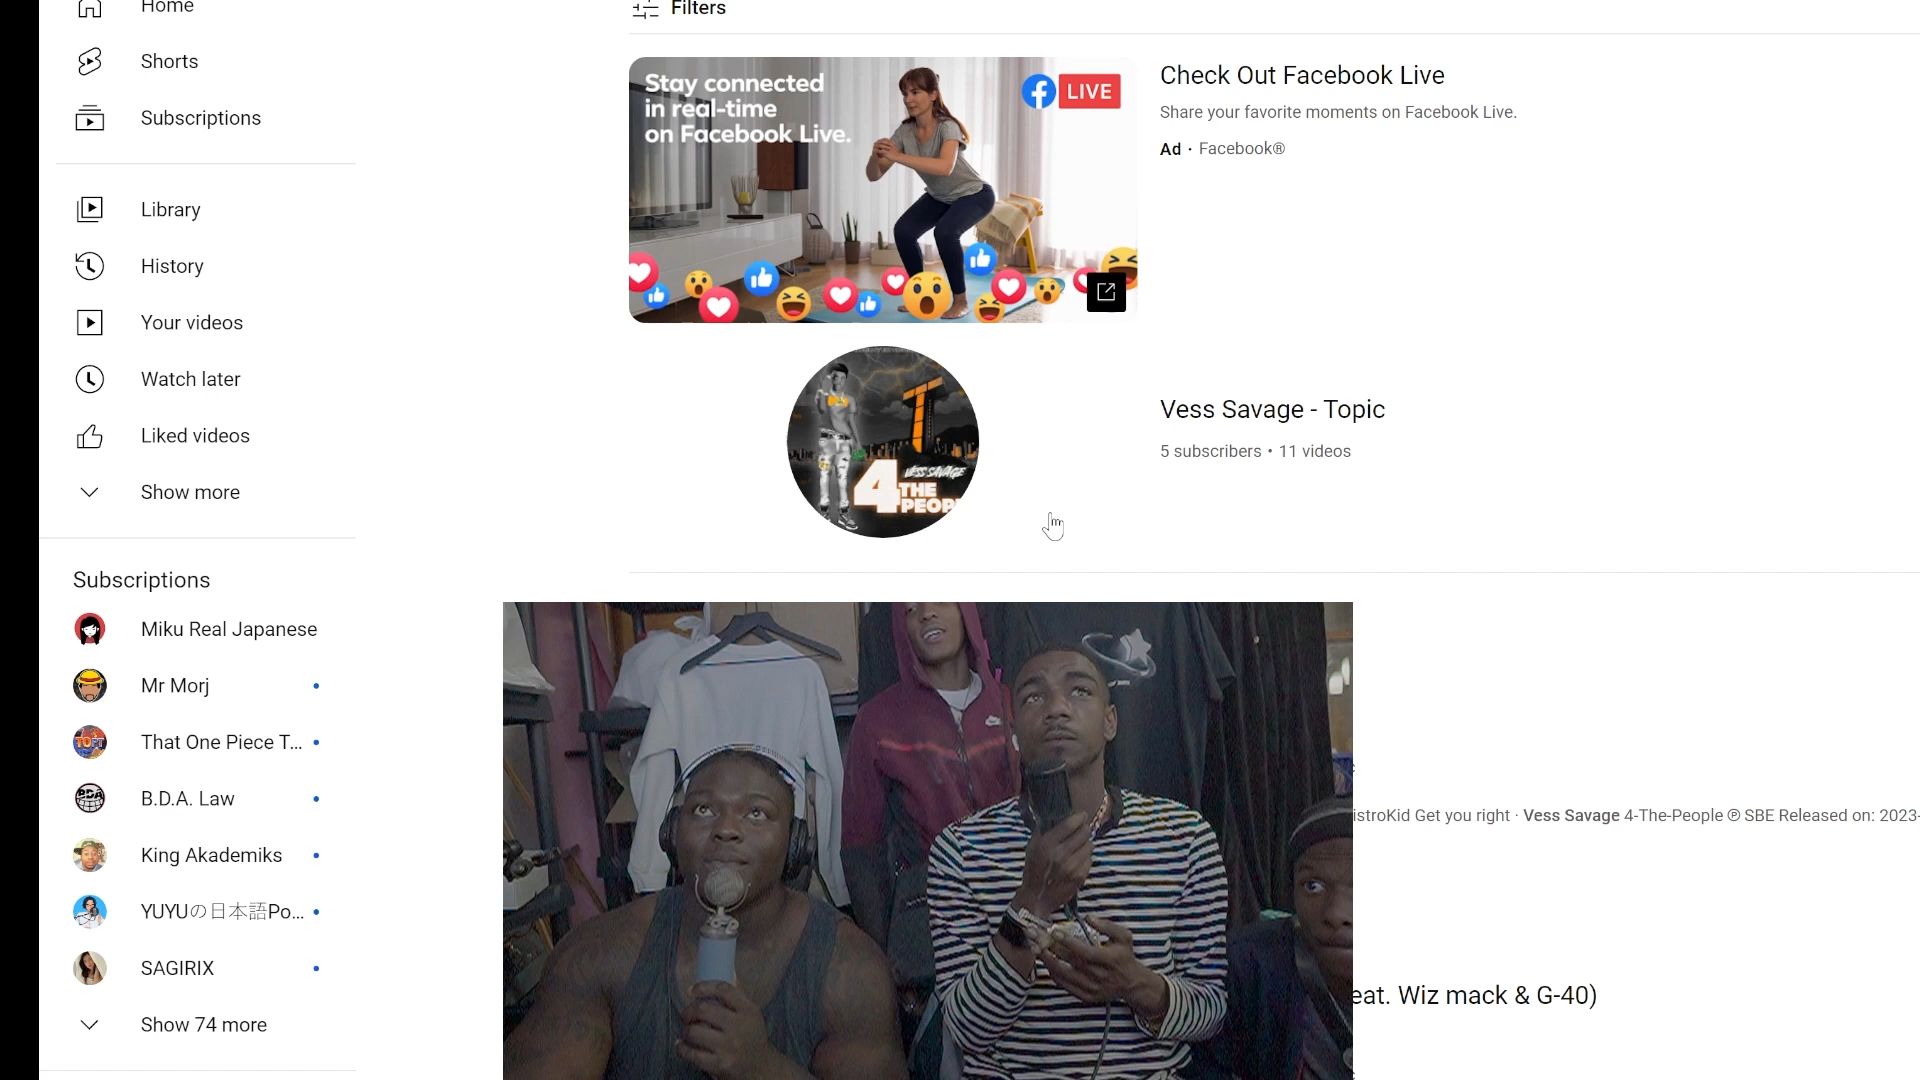 Home
Shorts
Subscriptions
Library
History
Your videos
Watch later
Liked videos
Show more
Subscriptions
Miku Real Japanese
Mr Morj
That One Piece T...
B.D.A. Law
King Akademiks
YUYUの日本語Po...
SAGIRIX
Show 74 more
Filters
Stay connected
in real-time
on Facebook Live.
LIVE
Check Out Facebook Live
Share your favorite moments on Facebook Live.
Ad · Facebook®
T
VESS SAVAGE
4 THE
PEOP
Vess Savage - Topic
5 subscribers • 11 videos
istroKid Get you right · Vess Savage 4-The-People ℗ SBE Released on: 2023-
eat. Wiz mack & G-40)